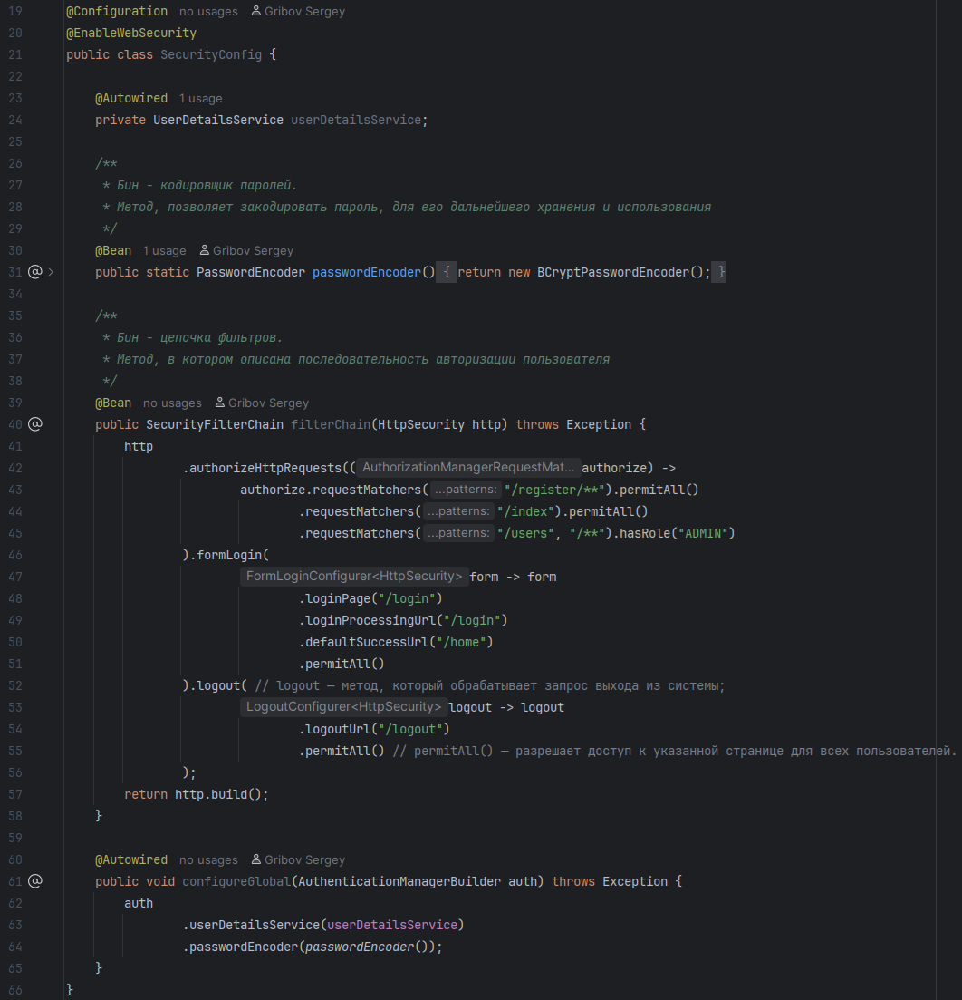 19 @Configuration no usages Gribov Sergey
20 @EnableWebSecurity
21 public class SecurityConfig {
22
23 @Autowired 1 usage
24 private UserDetailsService userDetailsService;
25
26 /**
27 * Бин - кодировщик паролей.
28 * Метод, позволяет закодировать пароль, для его дальнейшего хранения и использования
29 */
30 @Bean 1 usage Gribov Sergey
31 public static PasswordEncoder passwordEncoder() { return new BCryptPasswordEncoder(); }
34
35 /**
36 * Бин - цепочка фильтров.
37 * Метод, в котором описана последовательность авторизации пользователя
38 */
39 @Bean no usages Gribov Sergey
40 public SecurityFilterChain filterChain(HttpSecurity http) throws Exception {
41 http
42 .authorizeHttpRequests(( AuthorizationManagerRequestMat... authorize) ->
43 authorize.requestMatchers( ...patterns: "/register/**").permitAll()
44 .requestMatchers( ...patterns: "/index").permitAll()
45 .requestMatchers( ...patterns: "/users", "/**").hasRole("ADMIN")
46 ).formLogin(
47 FormLoginConfigurer<HttpSecurity> form -> form
48 .loginPage("/login")
49 .loginProcessingUrl("/login")
50 .defaultSuccessUrl("/home")
51 .permitAll()
52 ).logout( // logout — метод, который обрабатывает запрос выхода из системы;
53 LogoutConfigurer<HttpSecurity> logout -> logout
54 .logoutUrl("/logout")
55 .permitAll() // permitAll() — разрешает доступ к указанной странице для всех пользователей.
56 );
57 return http.build();
58 }
59
60 @Autowired no usages Gribov Sergey
61 public void configureGlobal(AuthenticationManagerBuilder auth) throws Exception {
62 auth
63 .userDetailsService(userDetailsService)
64 .passwordEncoder(passwordEncoder());
65 }
66 }